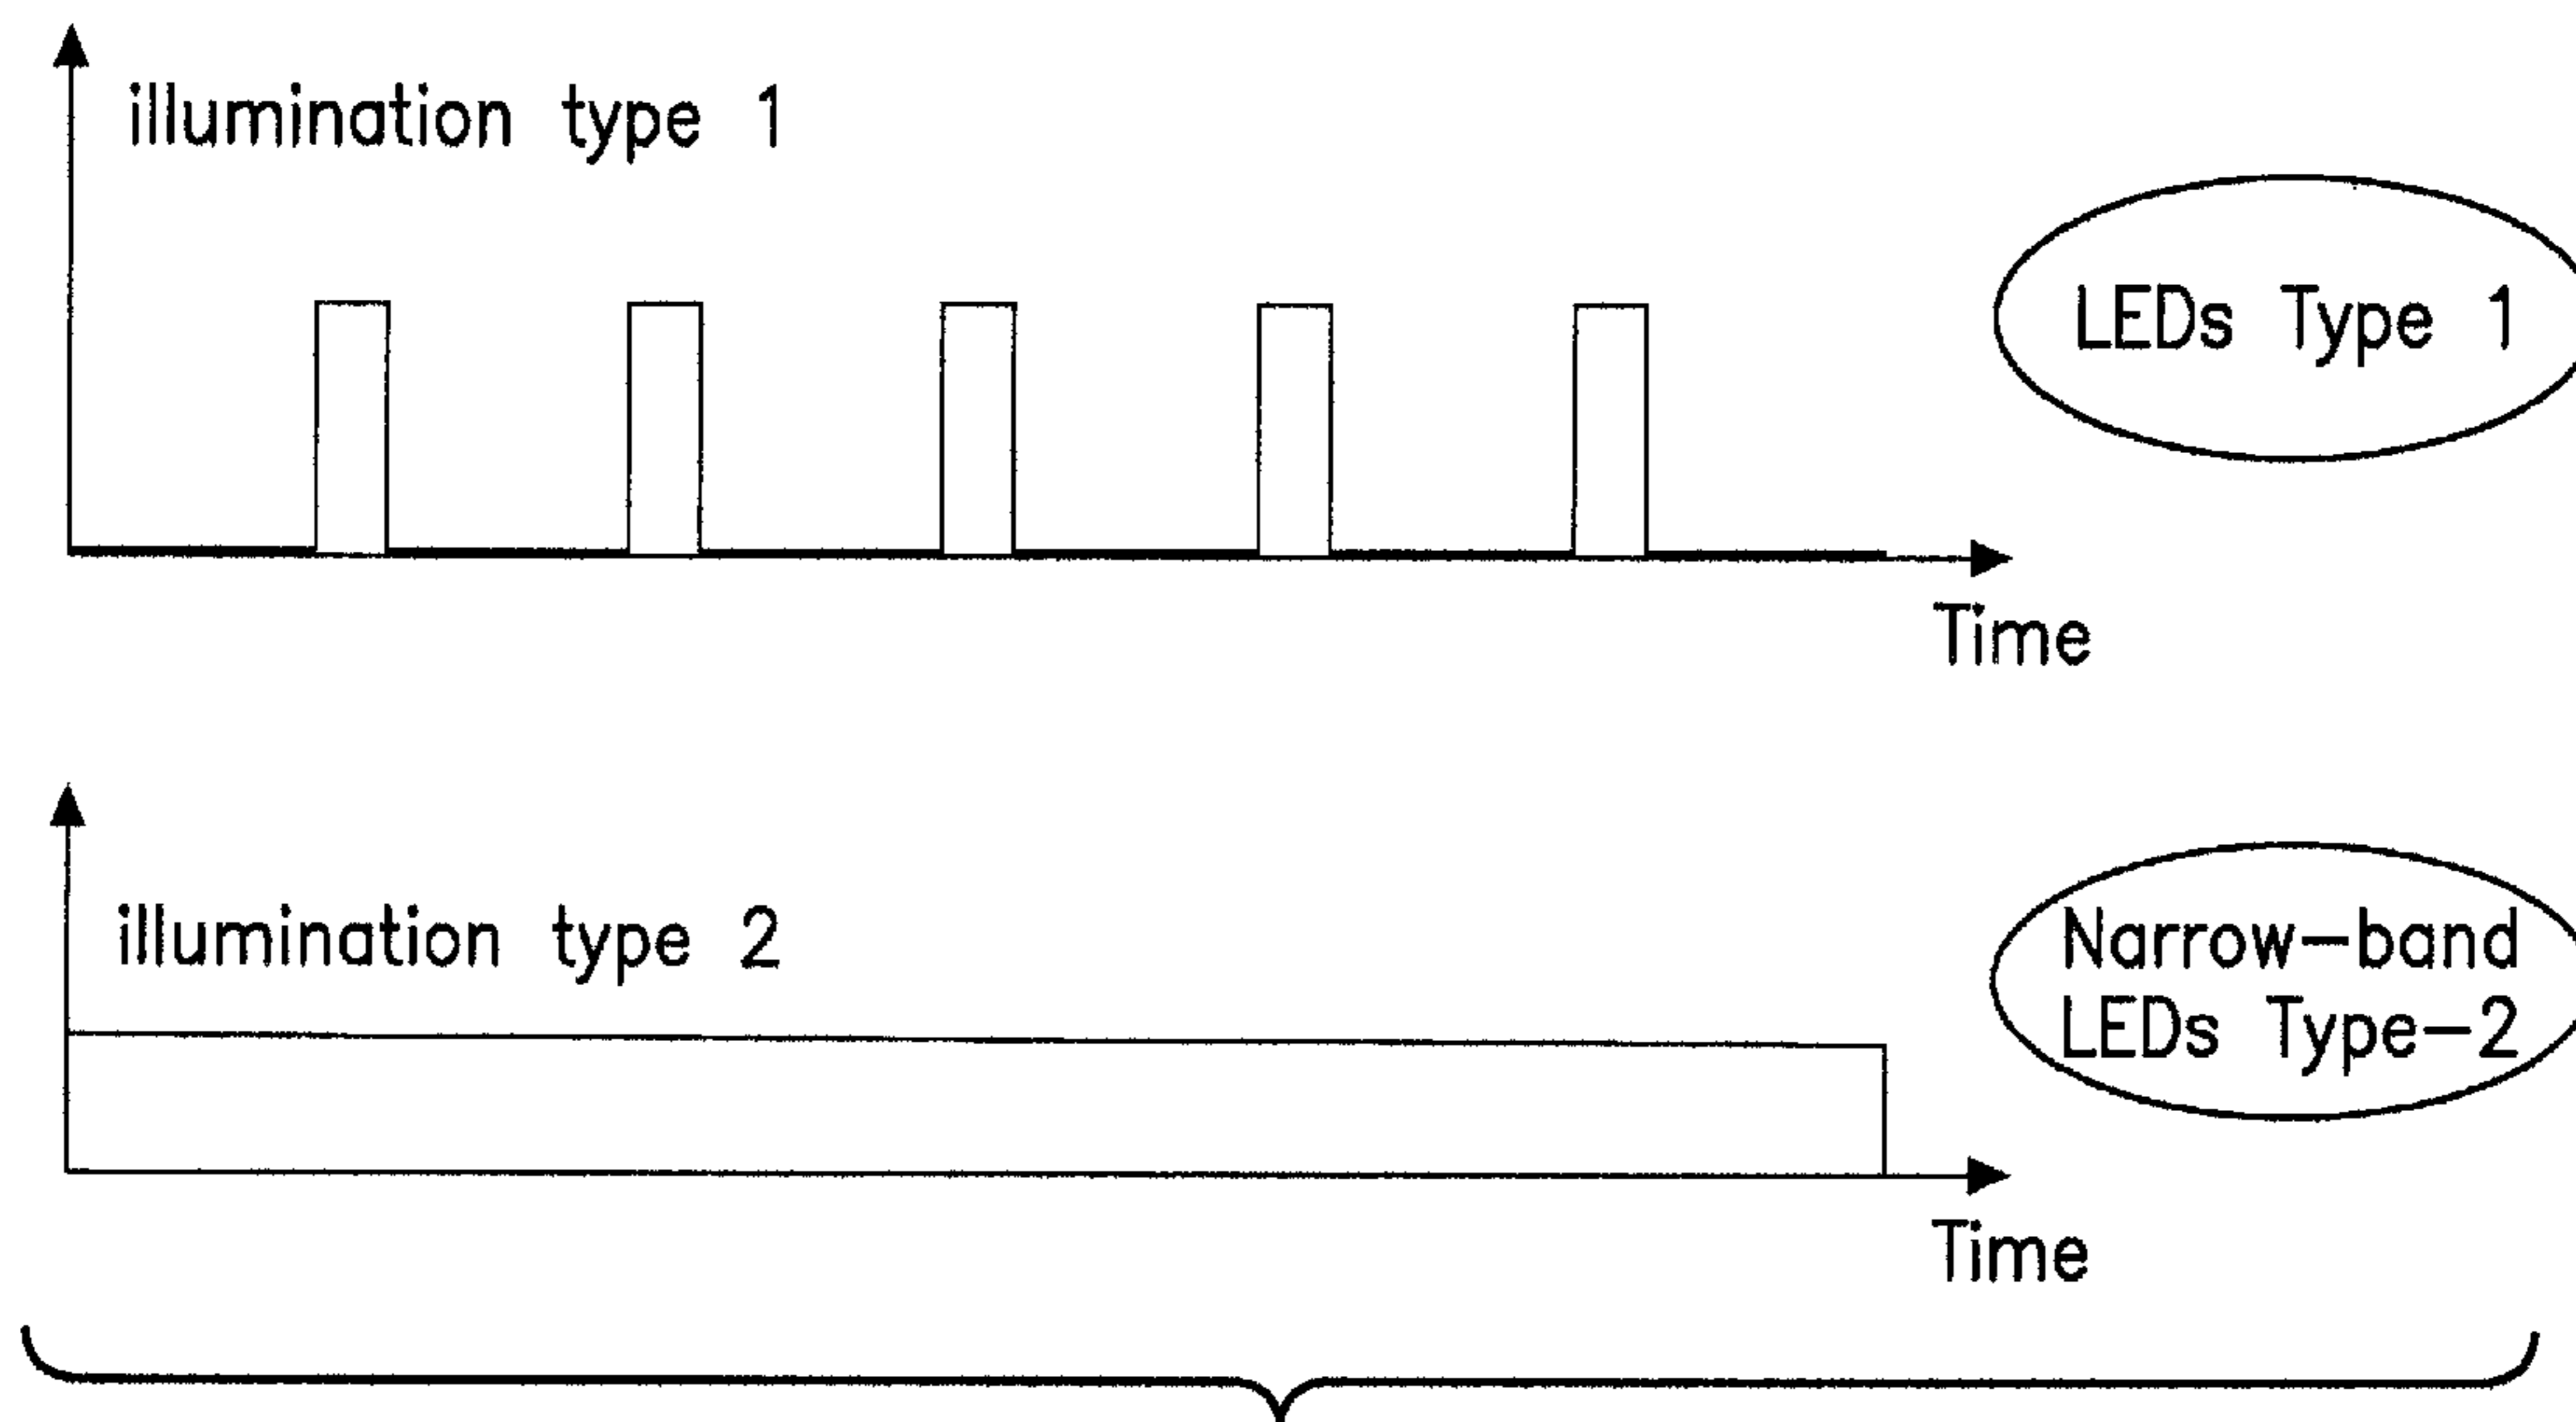 illumination type 1
LEDs Type 1
Time
illumination type 2
Narrow-band
LEDs Type-2
Time